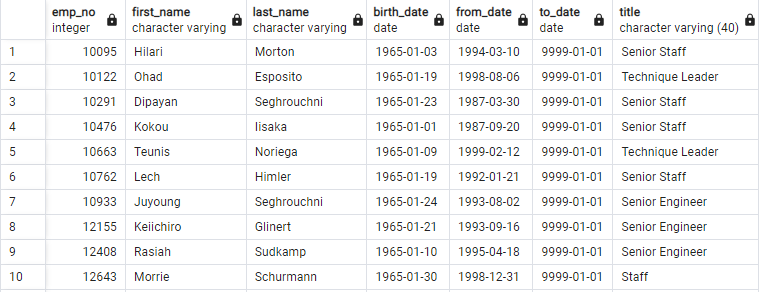 emp_no first_name last_name birth_date from_date to_date title
integer character varying character varying date date date character varying (40)
1 10095 Hilari Morton 1965-01-03 1994-03-10 9999-01-01 Senior Staff
2 10122 Ohad Esposito 1965-01-19 1998-08-06 9999-01-01 Technique Leader
3 10291 Dipayan Seghrouchni 1965-01-23 1987-03-30 9999-01-01 Senior Staff
4 10476 Kokou Iisaka 1965-01-01 1987-09-20 9999-01-01 Senior Staff
5 10663 Teunis Noriega 1965-01-09 1999-02-12 9999-01-01 Technique Leader
6 10762 Lech Himler 1965-01-19 1992-01-21 9999-01-01 Senior Staff
7 10933 Juyoung Seghrouchni 1965-01-24 1993-08-02 9999-01-01 Senior Engineer
8 12155 Keiichiro Glinert 1965-01-21 1993-09-16 9999-01-01 Senior Engineer
9 12408 Rasiah Sudkamp 1965-01-10 1995-04-18 9999-01-01 Senior Engineer
10 12643 Morrie Schurmann 1965-01-30 1998-12-31 9999-01-01 Staff